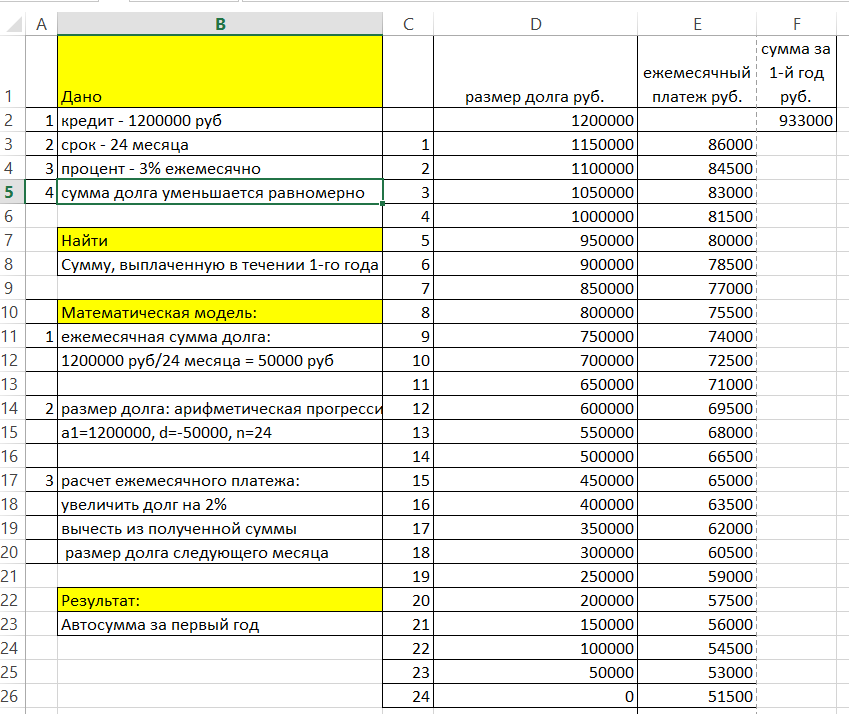 A B C D E F
1 Дано размер долга руб. ежемесячный платеж руб. сумма за 1-й год руб.
2 1 кредит - 1200000 руб 1200000 933000
3 2 срок - 24 месяца 1 1150000 86000
4 3 процент - 3% ежемесячно 2 1100000 84500
5 4 сумма долга уменьшается равномерно 3 1050000 83000
6 4 1000000 81500
7 Найти 5 950000 80000
8 Сумму, выплаченную в течении 1-го года 6 900000 78500
9 7 850000 77000
10 Математическая модель: 8 800000 75500
11 1 ежемесячная сумма долга: 9 750000 74000
12 1200000 руб/24 месяца = 50000 руб 10 700000 72500
13 11 650000 71000
14 2 размер долга: арифметическая прогресси 12 600000 69500
15 a1=1200000, d=-50000, n=24 13 550000 68000
16 14 500000 66500
17 3 расчет ежемесячного платежа: 15 450000 65000
18 увеличить долг на 2% 16 400000 63500
19 вычесть из полученной суммы 17 350000 62000
20 размер долга следующего месяца 18 300000 60500
21 19 250000 59000
22 Результат: 20 200000 57500
23 Автосумма за первый год 21 150000 56000
24 22 100000 54500
25 23 50000 53000
26 24 0 51500